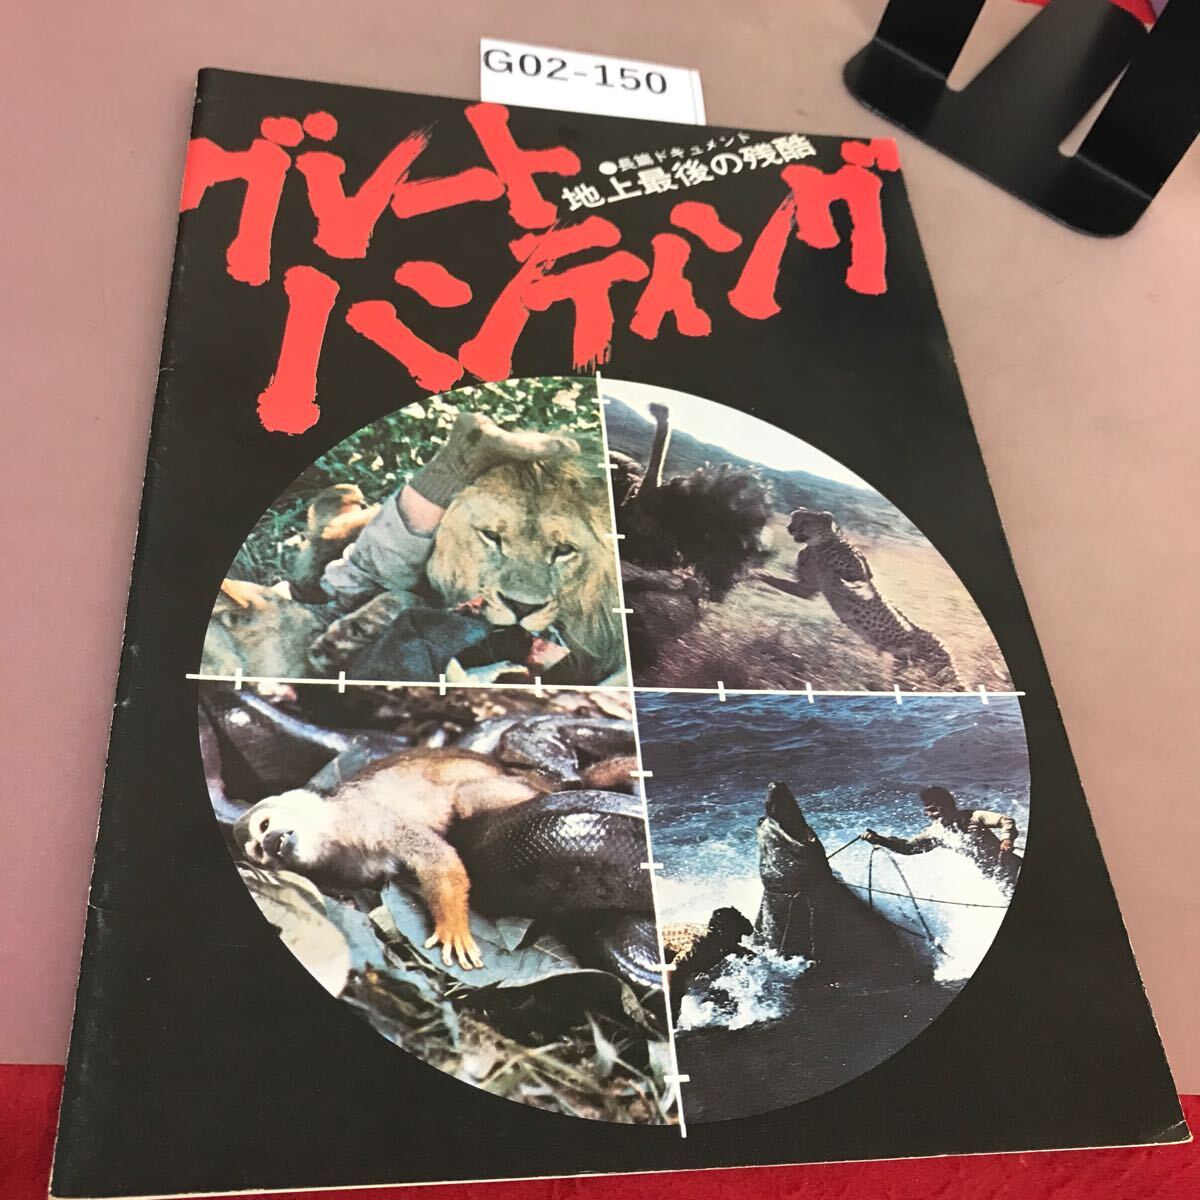 G02-150
●長篇ドキュメント
地上最後の残酷
グレート
ハンティング